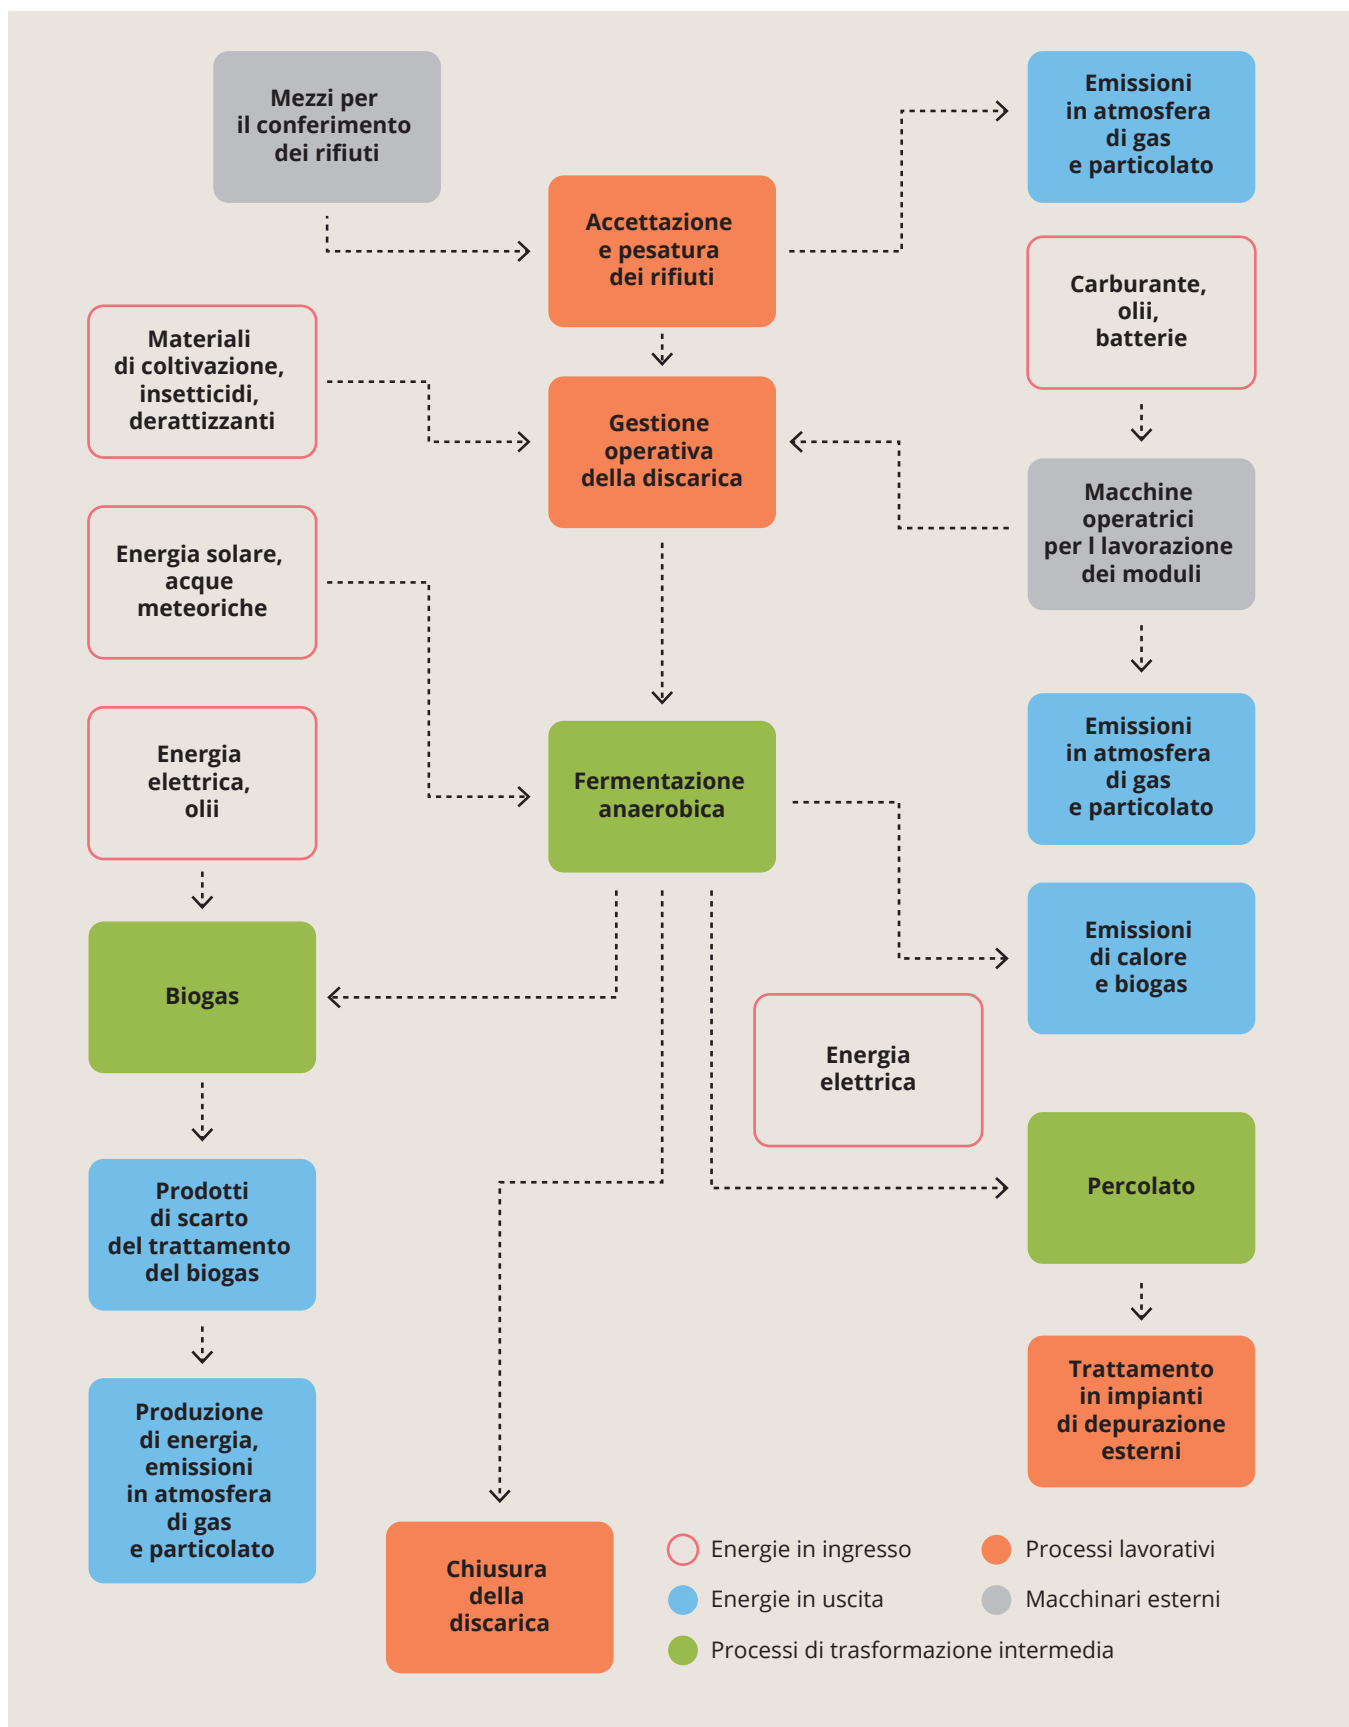 Mezzi per
il conferimento
dei rifiuti
Emissioni
in atmosfera
di gas
e particolato
Accettazione
e pesatura
dei rifiuti
Carburante,
olii,
batterie
Materiali
di coltivazione,
insetticidi,
derattizzanti
Gestione
operativa
della discarica
Macchine
operatrici
per l lavorazione
dei moduli
Energia solare,
acque
meteoriche
Energia
elettrica,
olii
Fermentazione
anaerobica
Emissioni
in atmosfera
di gas
e particolato
Emissioni
di calore
e biogas
Biogas
Energia
elettrica
Percolato
Prodotti
di scarto
del trattamento
del biogas
Trattamento
in impianti
di depurazione
esterni
Produzione
di energia,
emissioni
in atmosfera
di gas
e particolato
Chiusura
della
discarica
Energie in ingresso
Processi lavorativi
Energie in uscita
Macchinari esterni
Processi di trasformazione intermedia